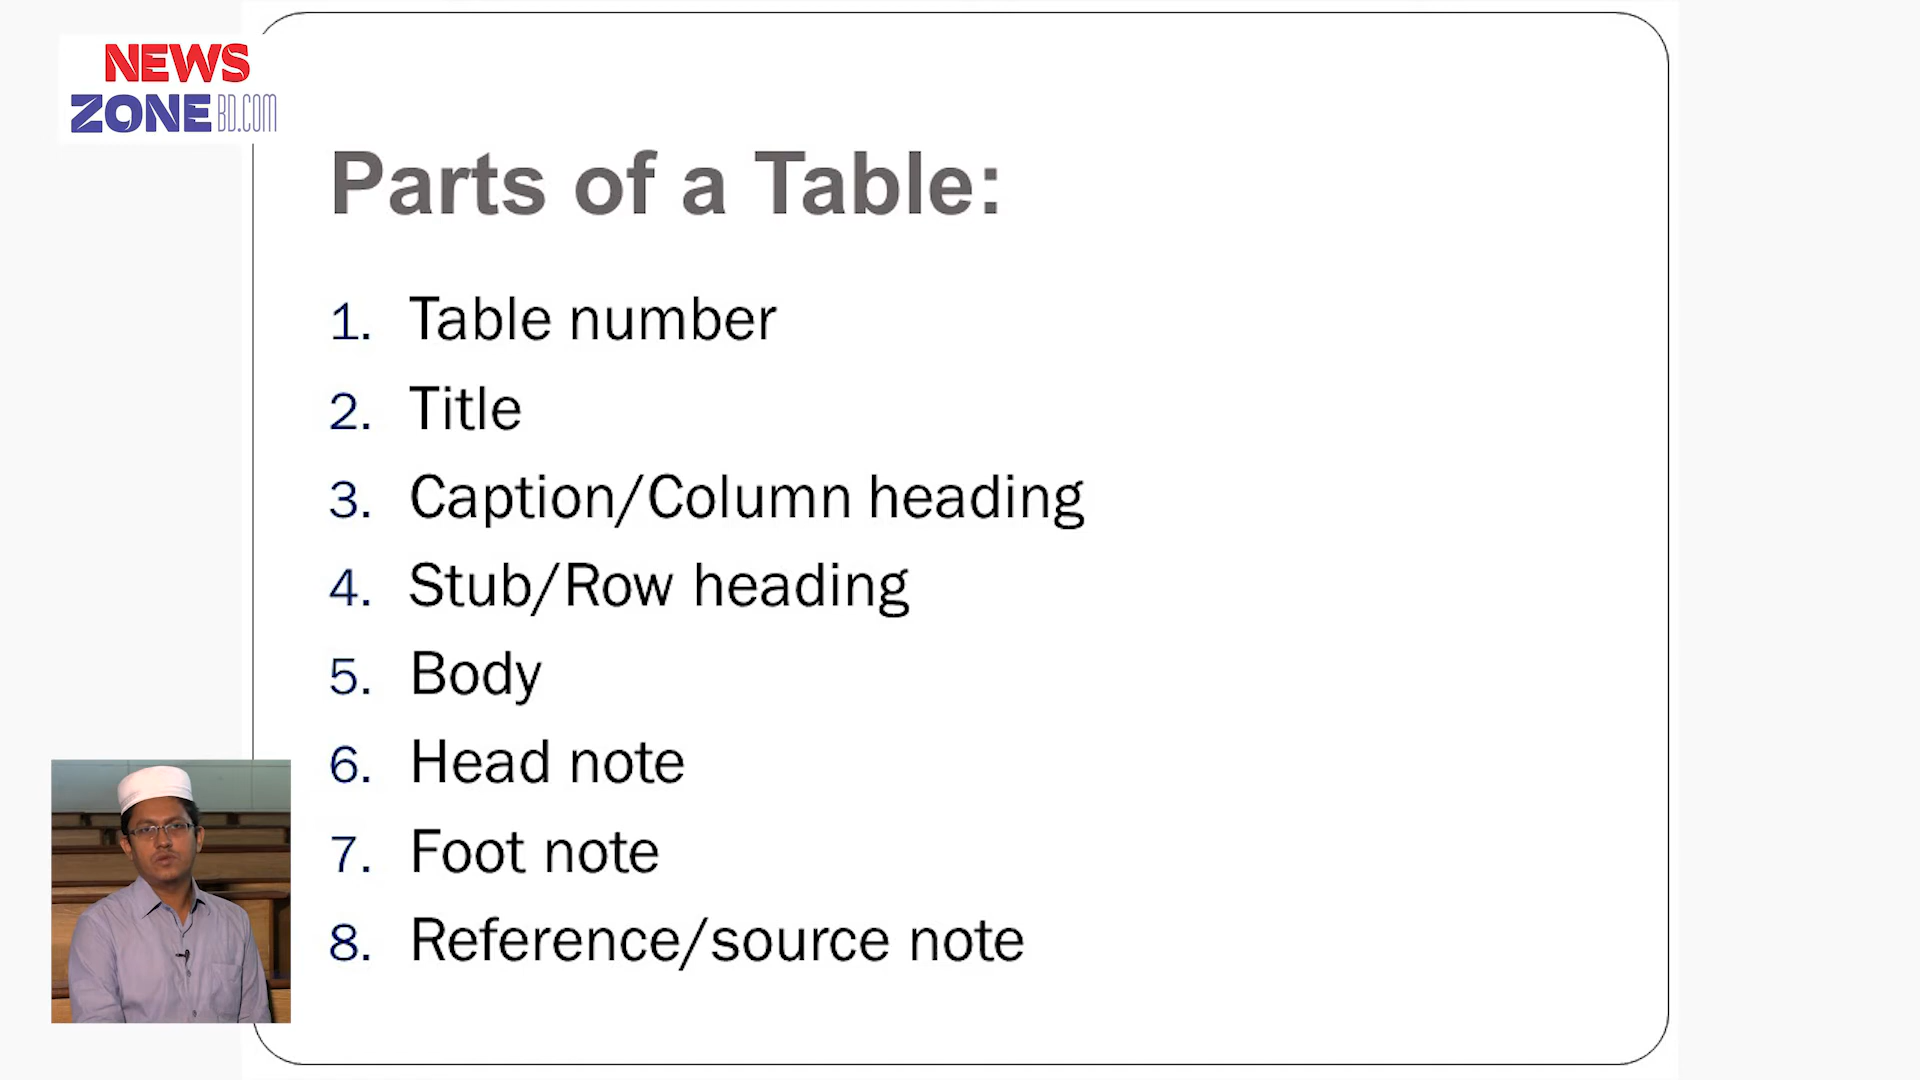 NEWS
ZONE BD.COM
Parts of a Table:
1. Table number
2. Title
3. Caption/Column heading
4. Stub/Row heading
5. Body
6. Head note
7. Foot note
8. Reference/source note